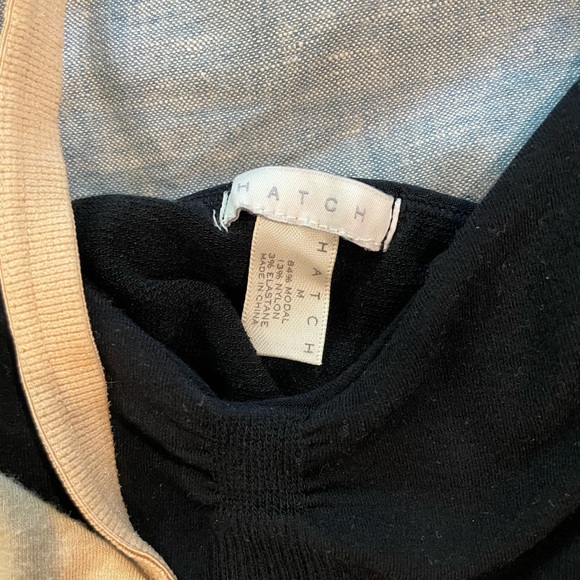 HATCH
HATCH
M
84% MODAL
13% NYLON
3% ELASTANE
MADE IN CHINA